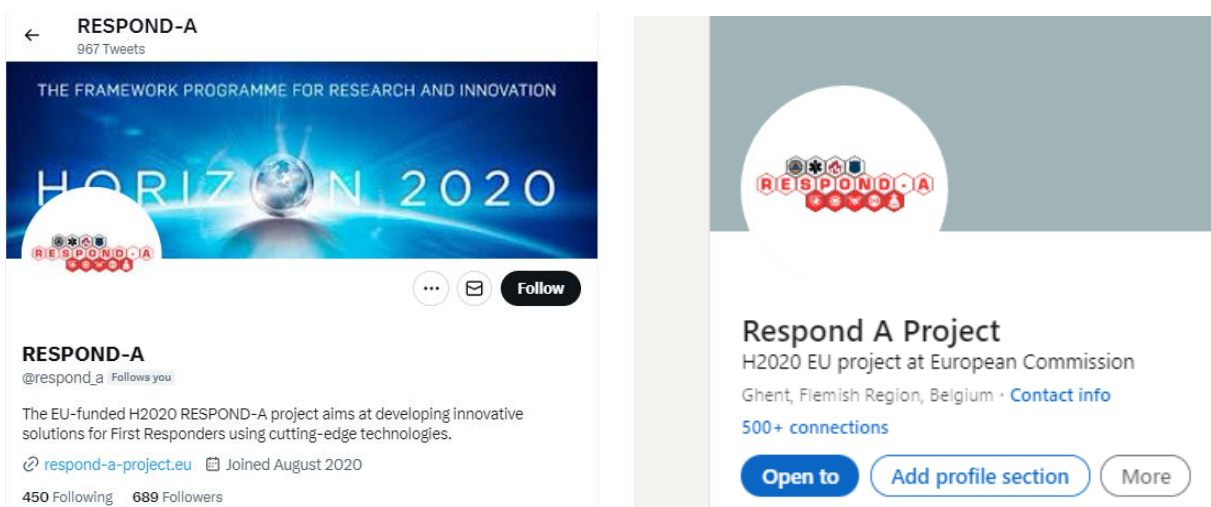 RESPOND-A
967 Tweets
THE FRAMEWORK PROGRAMME FOR RESEARCH AND INNOVATION
HORIZON 2020
RESPOND-A
Follow
RESPOND-A
@respond_a Follows you
The EU-funded H2020 RESPOND-A project aims at developing innovative
solutions for First Responders using cutting-edge technologies.
respond-a-project.eu Joined August 2020
450 Following 689 Followers
RESPOND-A
Respond A Project
H2020 EU project at European Commission
Ghent, Flemish Region, Belgium · Contact info
500+ connections
Open to Add profile section More